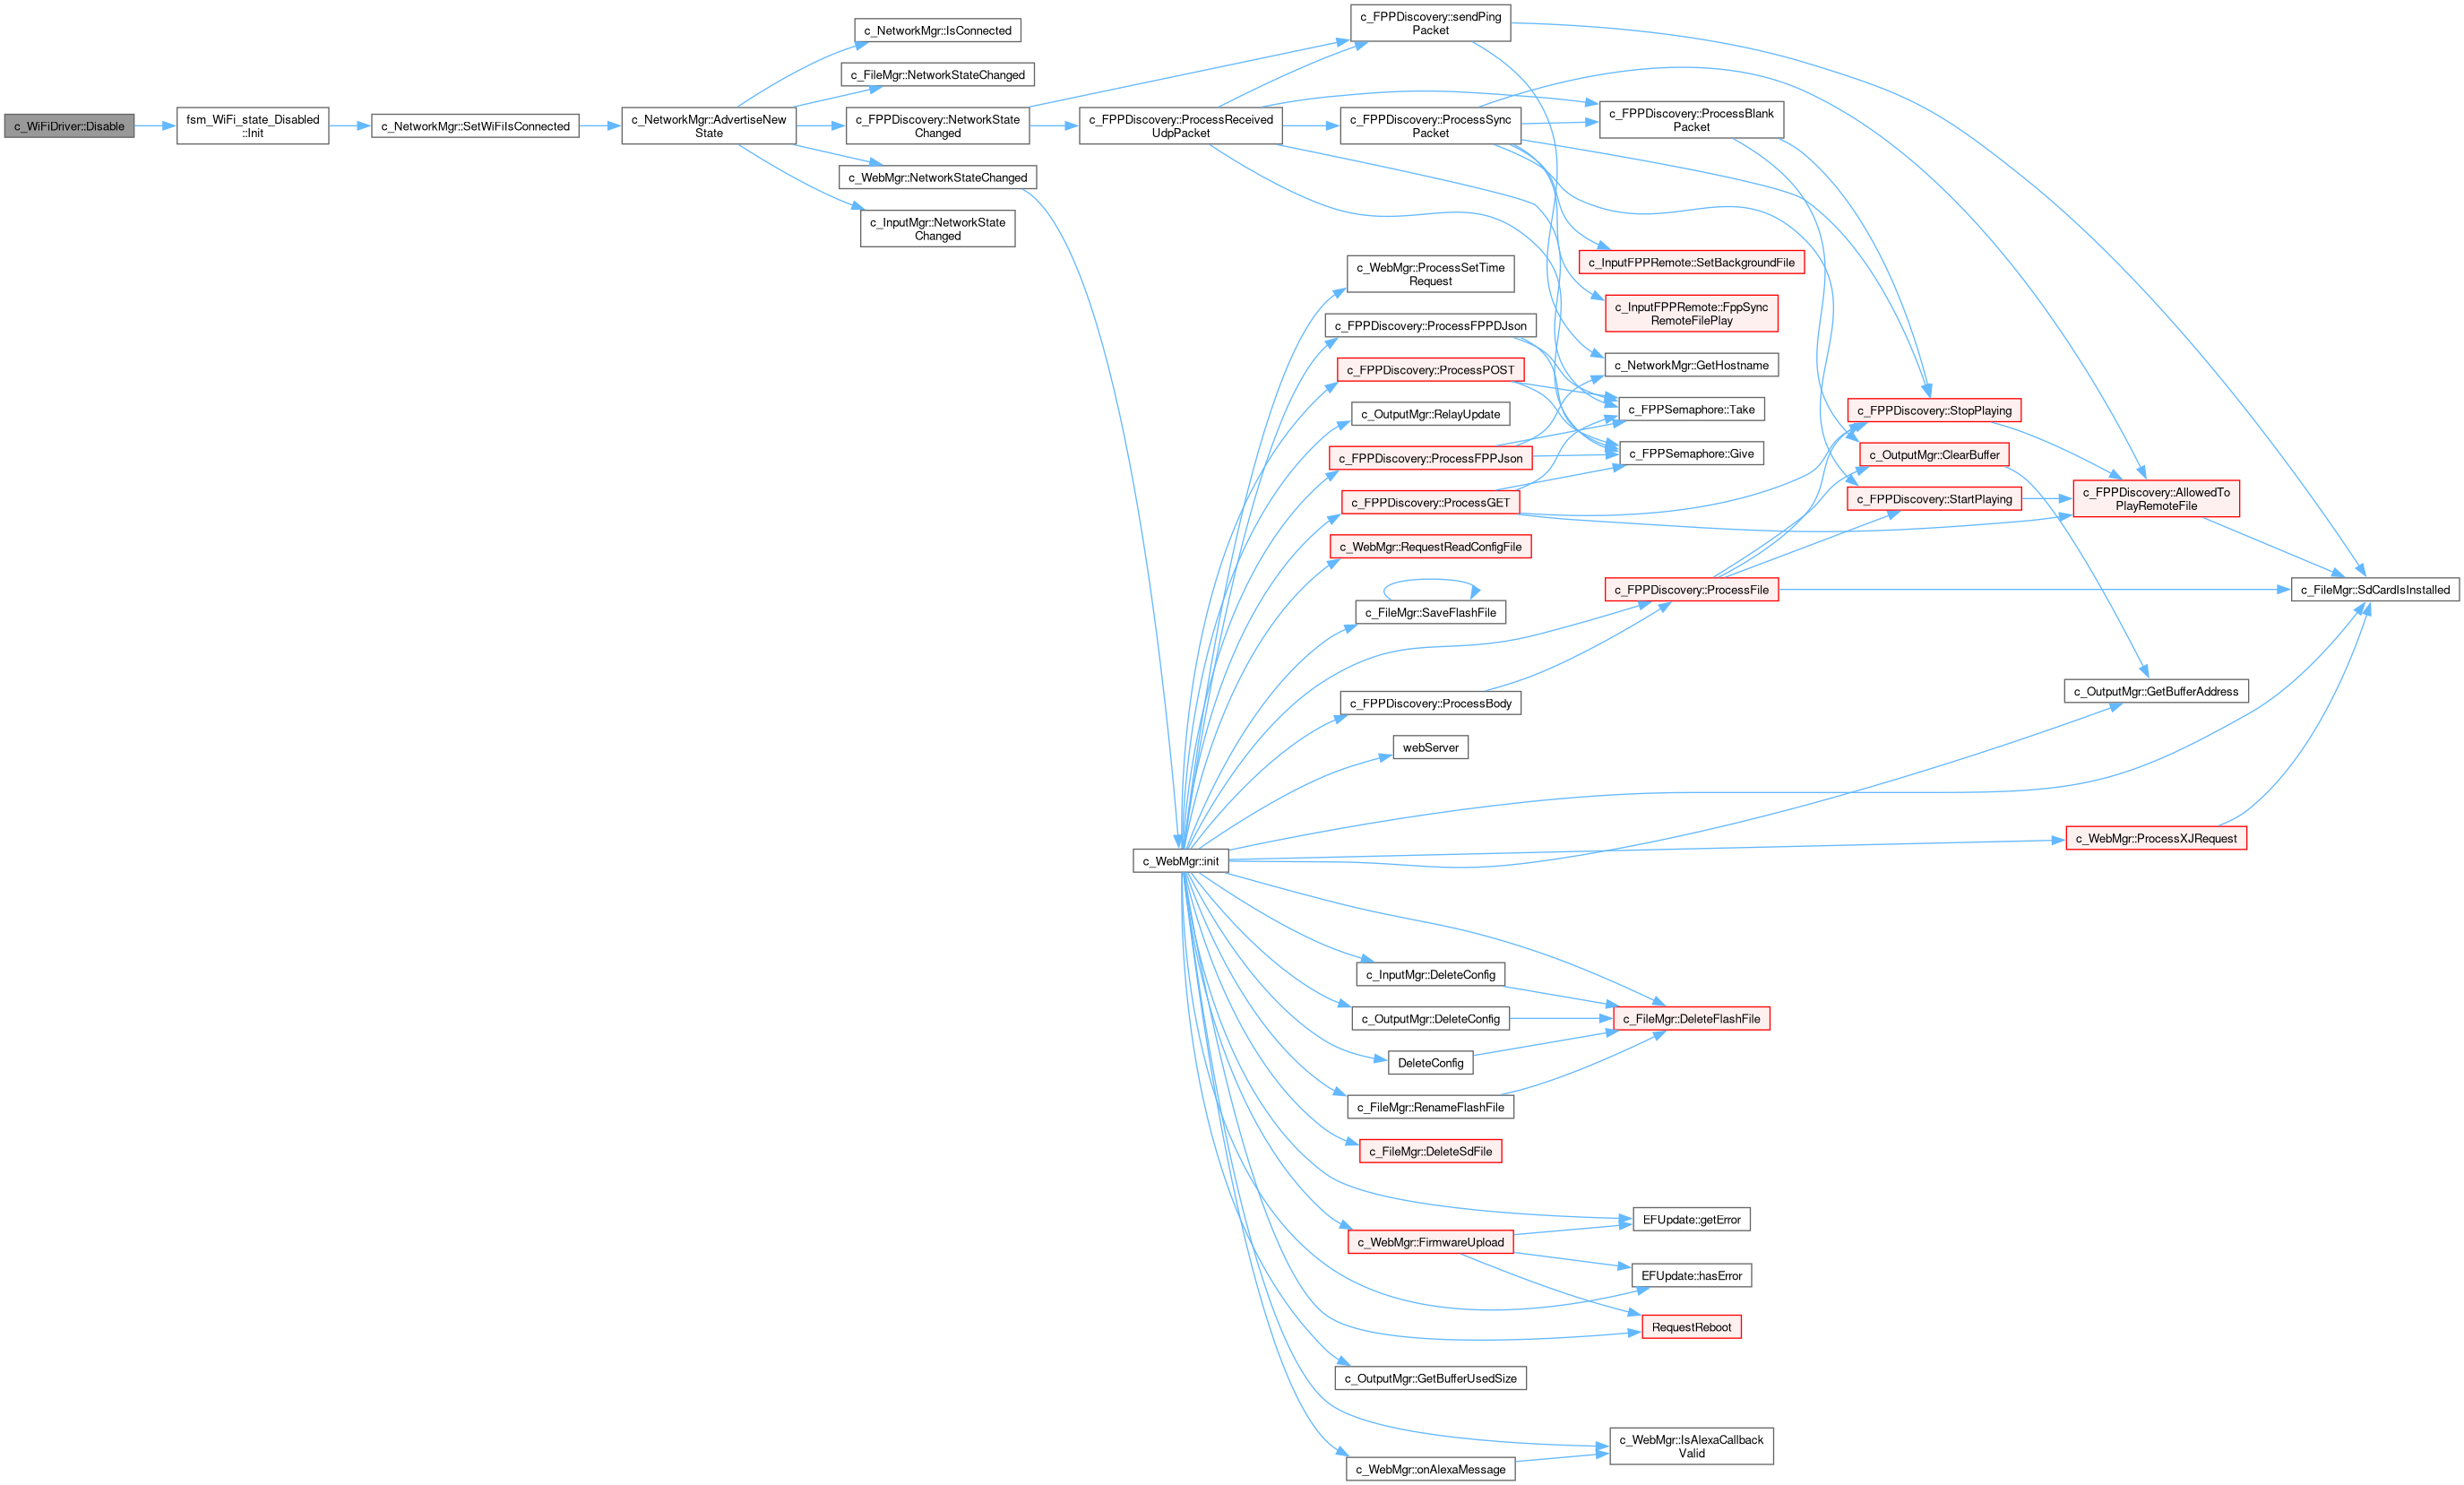 c_WiFiDriver::Disable
fsm_WiFi_state_Disabled
::Init
c_NetworkMgr::SetWiFiIsConnected
c_NetworkMgr::AdvertiseNew
State
c_NetworkMgr::IsConnected
c_FileMgr::NetworkStateChanged
c_FPPDiscovery::NetworkState
Changed
c_WebMgr::NetworkStateChanged
c_InputMgr::NetworkState
Changed
c_FPPDiscovery::ProcessReceived
UdpPacket
c_WebMgr::init
c_FPPDiscovery::sendPing
Packet
c_FPPDiscovery::ProcessSync
Packet
c_WebMgr::ProcessSetTime
Request
c_FPPDiscovery::ProcessFPPDJson
c_FPPDiscovery::ProcessPOST
c_OutputMgr::RelayUpdate
c_FPPDiscovery::ProcessFPPJson
c_FPPDiscovery::ProcessGET
c_WebMgr::RequestReadConfigFile
c_FileMgr::SaveFlashFile
c_FPPDiscovery::ProcessBody
webServer
c_InputMgr::DeleteConfig
c_OutputMgr::DeleteConfig
DeleteConfig
c_FileMgr::RenameFlashFile
c_FileMgr::DeleteSdFile
c_WebMgr::FirmwareUpload
c_OutputMgr::GetBufferUsedSize
c_WebMgr::onAlexaMessage
c_FPPDiscovery::ProcessBlank
Packet
c_InputFPPRemote::SetBackgroundFile
c_InputFPPRemote::FppSync
RemoteFilePlay
c_NetworkMgr::GetHostname
c_FPPSemaphore::Take
c_FPPSemaphore::Give
c_FPPDiscovery::ProcessFile
c_FileMgr::DeleteFlashFile
EFUpdate::getError
EFUpdate::hasError
RequestReboot
c_WebMgr::IsAlexaCallback
Valid
c_FPPDiscovery::StopPlaying
c_OutputMgr::ClearBuffer
c_FPPDiscovery::StartPlaying
c_FPPDiscovery::AllowedTo
PlayRemoteFile
c_OutputMgr::GetBufferAddress
c_WebMgr::ProcessXJRequest
c_FileMgr::SdCardIsInstalled